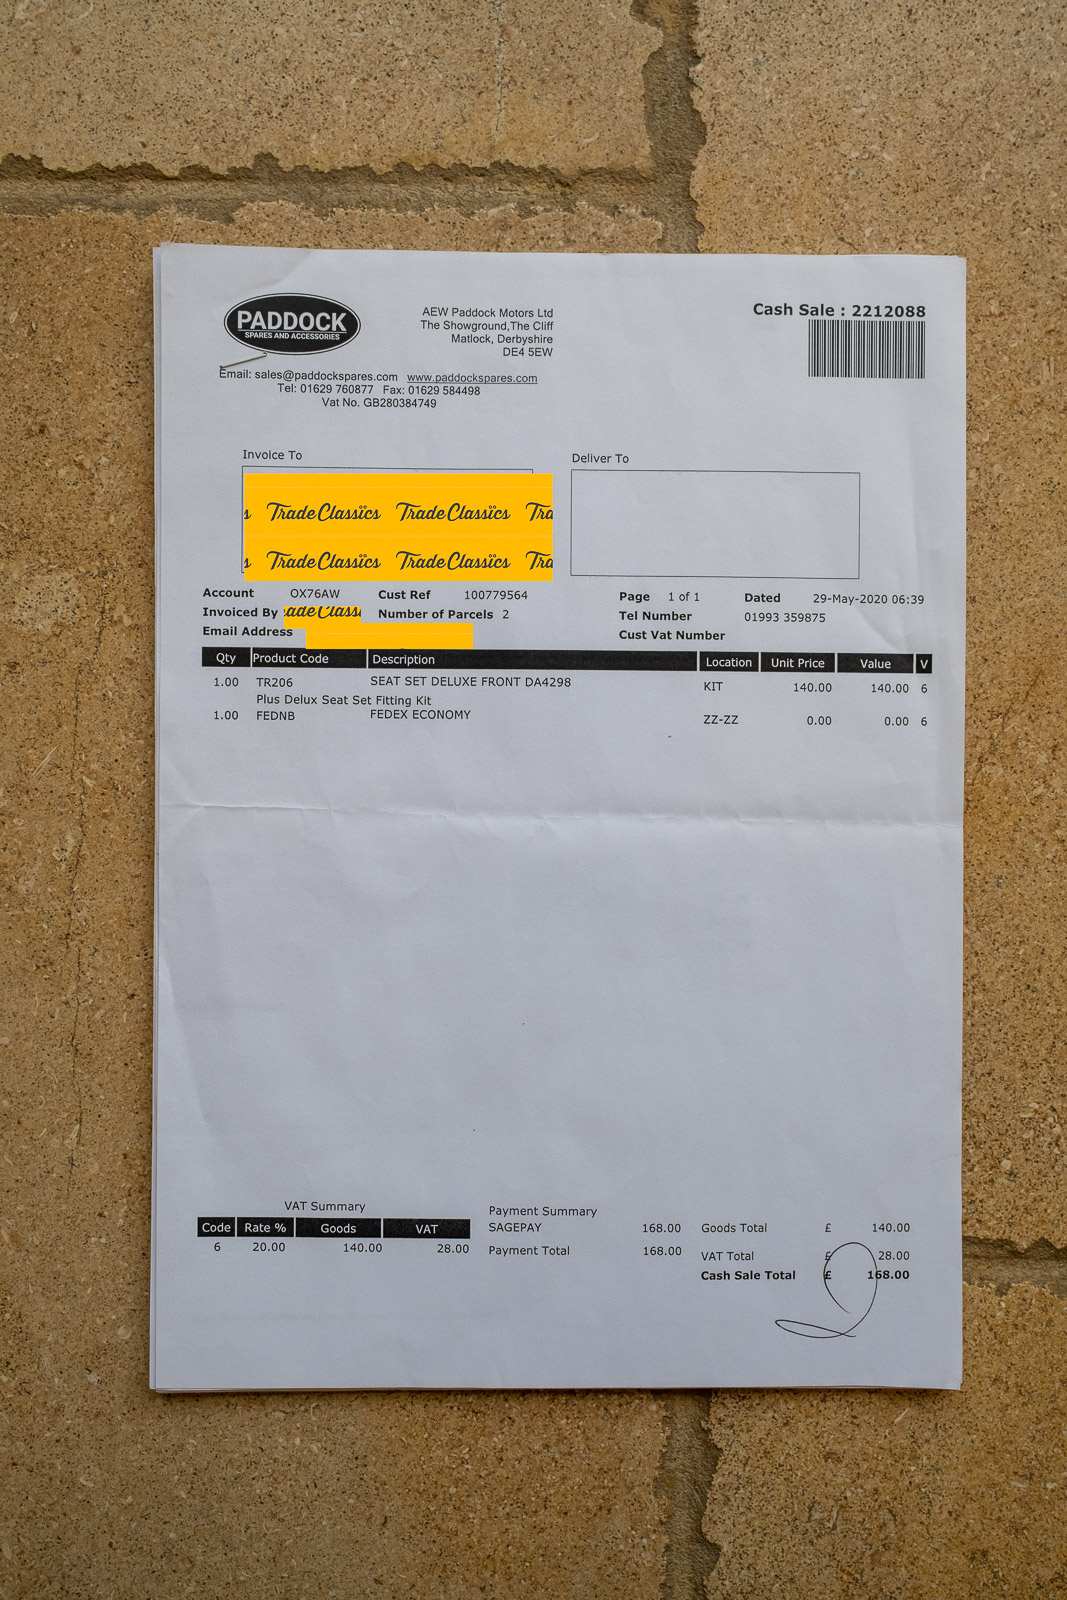 PADDOCK
SPARES AND ACCESSORIES
AEW Paddock Motors Ltd
The Showground,The Cliff
Matlock, Derbyshire
DE4 5EW
Cash Sale : 2212088
Email: sales@paddockspares.com www.paddockspares.com
Tel: 01629 760877 Fax: 01629 584498
Vat No. GB280384749
Invoice To
Deliver To
s TradeClassics TradeClassics Tra
s TradeClassics TradeClassics Tra
Account OX76AW Cust Ref 100779564 Page 1 of 1 Dated 29-May-2020 06:39
Invoiced By adeClassi Number of Parcels 2 Tel Number 01993 359875
Email Address Cust Vat Number
Qty Product Code Description Location Unit Price Value V
1.00 TR206 SEAT SET DELUXE FRONT DA4298 KIT 140.00 140.00 6
Plus Delux Seat Set Fitting Kit
1.00 FEDNB FEDEX ECONOMY ZZ-ZZ 0.00 0.00 6
VAT Summary
Code Rate % Goods VAT
6 20.00 140.00 28.00
Payment Summary
SAGEPAY 168.00
Payment Total 168.00
Goods Total £ 140.00
VAT Total £ 28.00
Cash Sale Total £ 168.00